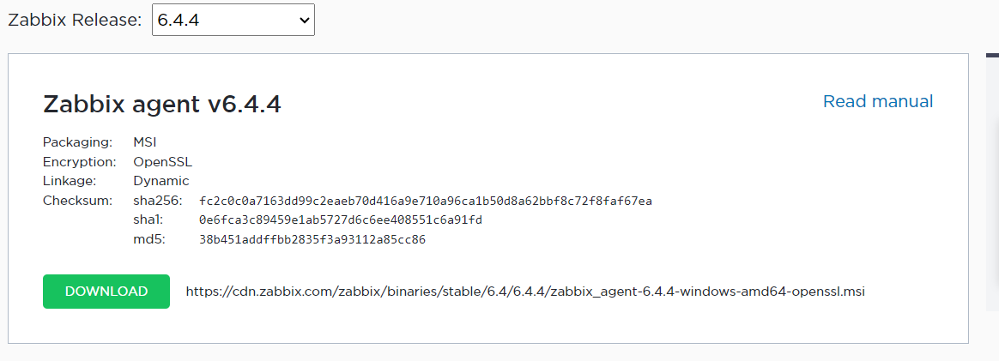 Zabbix Release: 6.4.4
Zabbix agent v6.4.4
Read manual
Packaging: MSI
Encryption: OpenSSL
Linkage: Dynamic
Checksum: sha256: fc2c0c0a7163dd99c2eaeb70d416a9e710a96ca1b50d8a62bbf8c72f8faf67ea
sha1: 0e6fca3c89459e1ab5727d6c6ee408551c6a91fd
md5: 38b451addffbb2835f3a93112a85cc86
DOWNLOAD https://cdn.zabbix.com/zabbix/binaries/stable/6.4/6.4.4/zabbix_agent-6.4.4-windows-amd64-openssl.msi